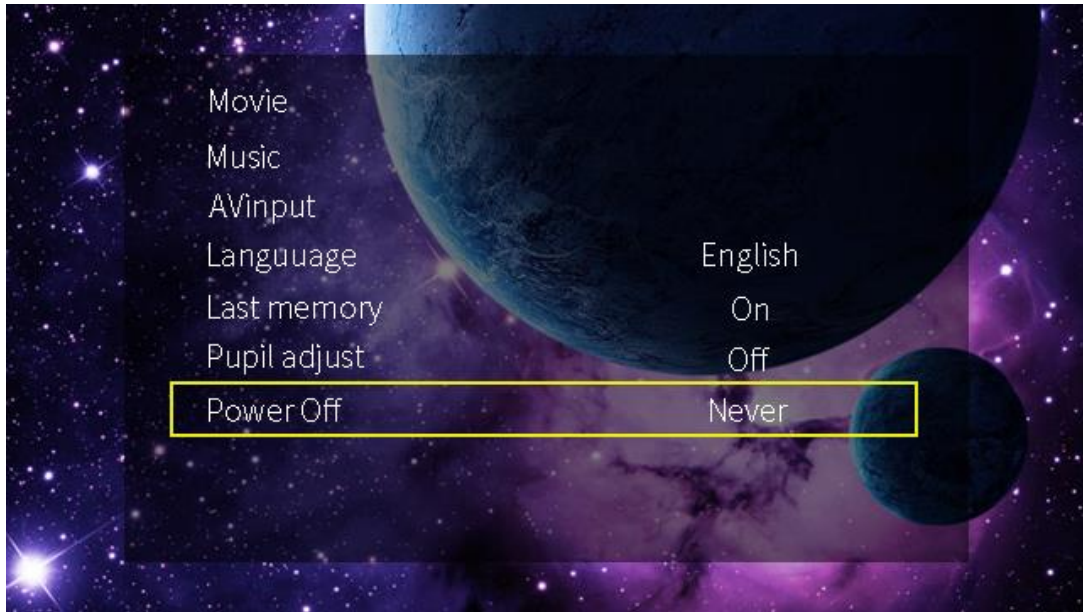 Movie
Music
AVinput
Languuage English
Last memory On
Pupil adjust Off
Power Off Never